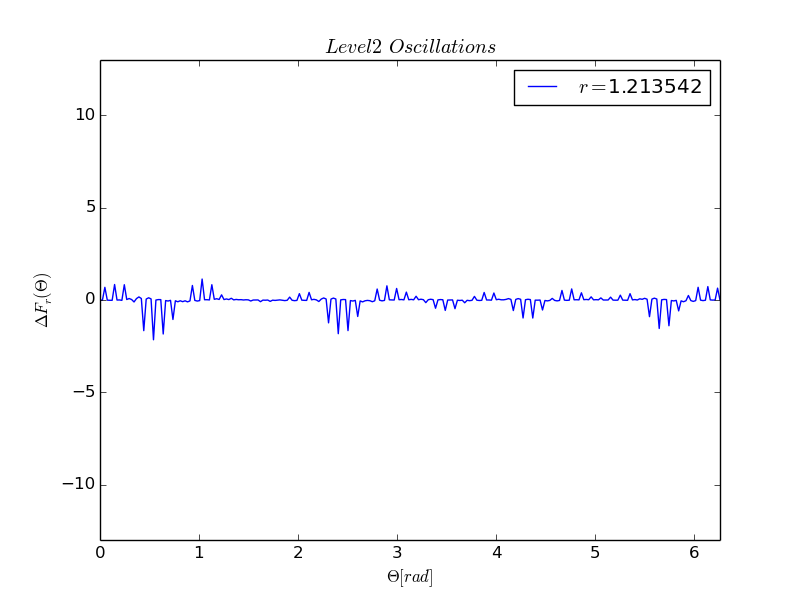 Level2 Oscillations
r=1.213542
10
5
0
−5
−10
ΔF_r(Θ)
0 1 2 3 4 5 6
Θ[rad]